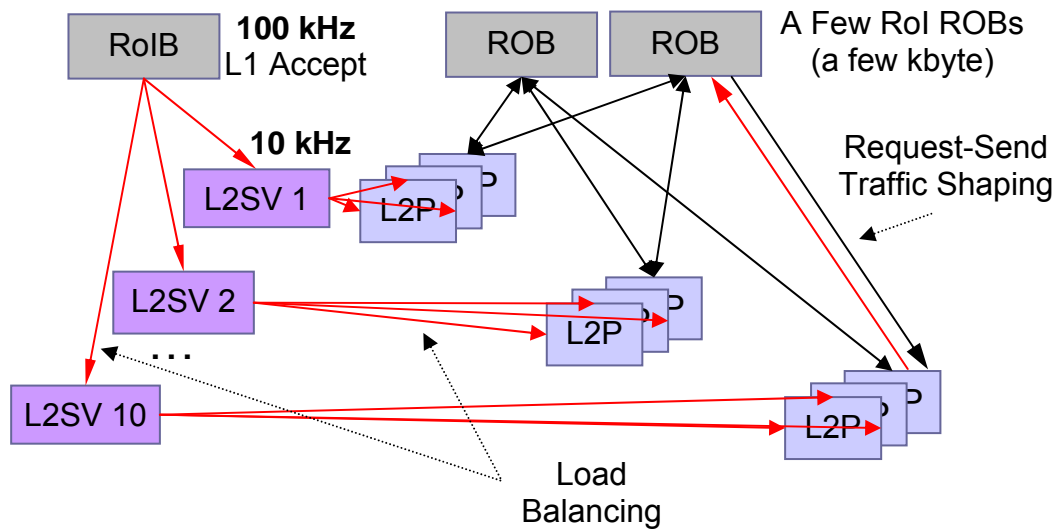 RoIB
100 kHz
L1 Accept
ROB
ROB
A Few RoI ROBs
(a few kbyte)
10 kHz
L2SV 1
L2P
P
P
Request-Send
Traffic Shaping
L2SV 2
L2P
P
P
...
L2SV 10
L2P
P
P
Load
Balancing